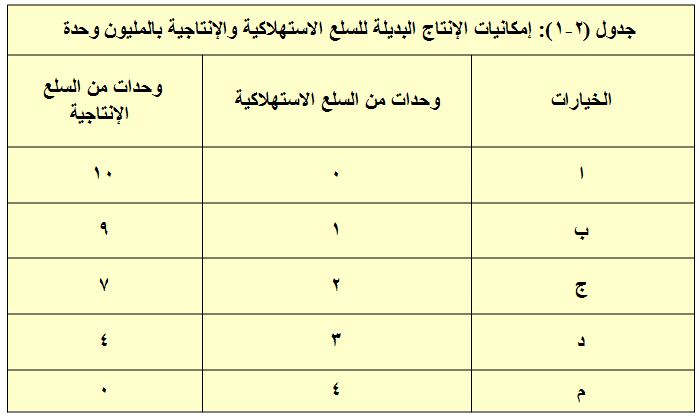 جدول (٢-١): إمكانيات الإنتاج البديلة للسلع الاستهلاكية والإنتاجية بالمليون وحدة
الخيارات وحدات من السلع الاستهلاكية وحدات من السلع الإنتاجية
ا ٠ ١٠
ب ١ ٩
ج ٢ ٧
د ٣ ٤
م ٤ ٠